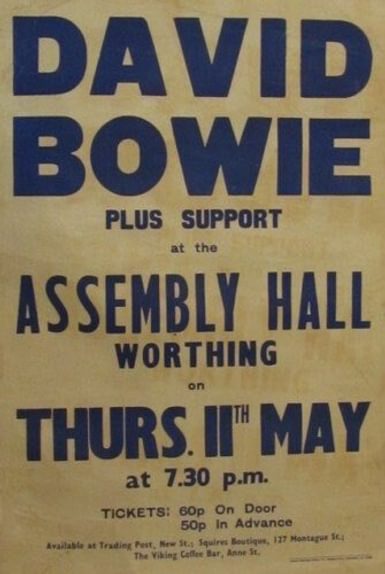 DAVID
BOWIE
PLUS SUPPORT
at the
ASSEMBLY HALL
WORTHING
on
THURS. 11TH MAY
at 7.30 p.m.
TICKETS: 60p On Door
50p In Advance
Available at Trading Post, New St.; Squires Boutique, 127 Montague St.;
The Viking Coffee Bar, Anne St.